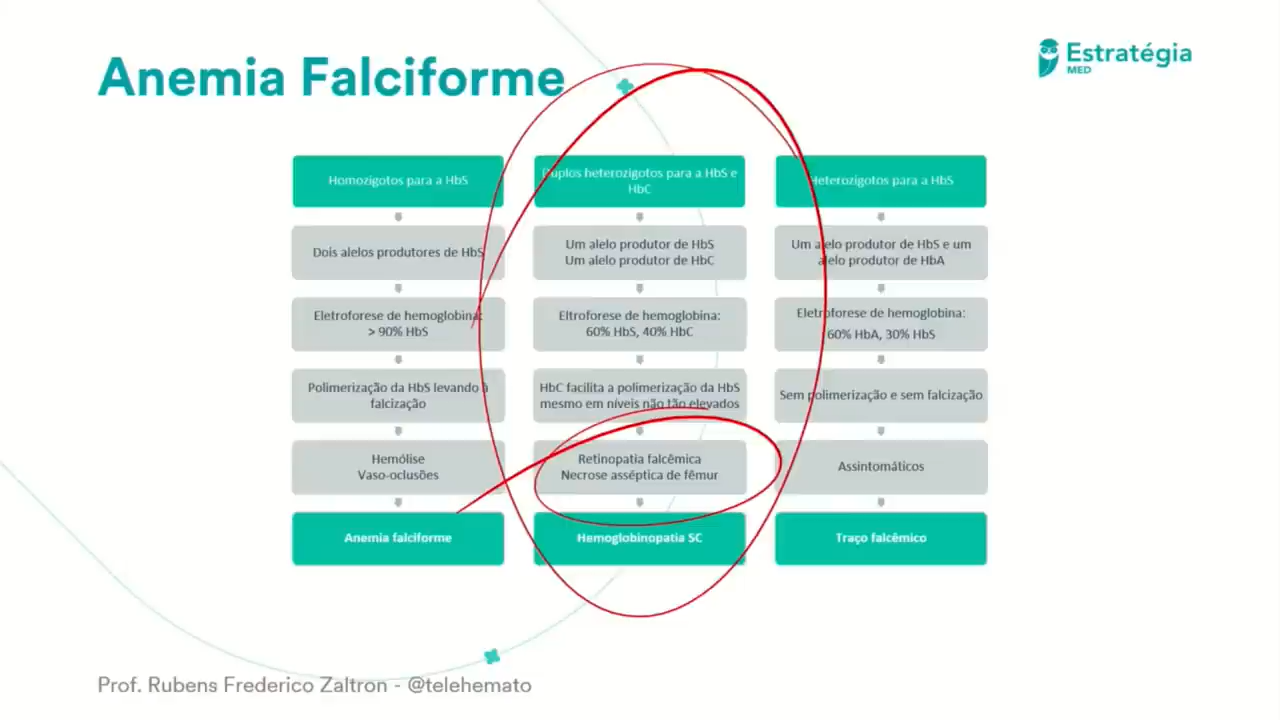 Anemia Falciforme
Estratégia
MED
Homozigotos para a HbS
Dois alelos produtores de HbS
Eletroforese de hemoglobina:
> 90% HbS
Polimerização da HbS levando à
falcização
Hemólise
Vaso-oclusões
Anemia falciforme
Duplos heterozigotos para a HbS e
HbC
Um alelo produtor de HbS
Um alelo produtor de HbC
Eltroforese de hemoglobina:
60% HbS, 40% HbC
HbC facilita a polimerização da HbS
mesmo em níveis não tão elevados
Retinopatia falcêmica
Necrose asséptica de fêmur
Hemoglobinopatia SC
Heterozigotos para a HbS
Um alelo produtor de HbS e um
alelo produtor de HbA
Eletroforese de hemoglobina:
60% HbA, 30% HbS
Sem polimerização e sem falcização
Assintomáticos
Traço falcêmico
Prof. Rubens Frederico Zaltron - @telehemato